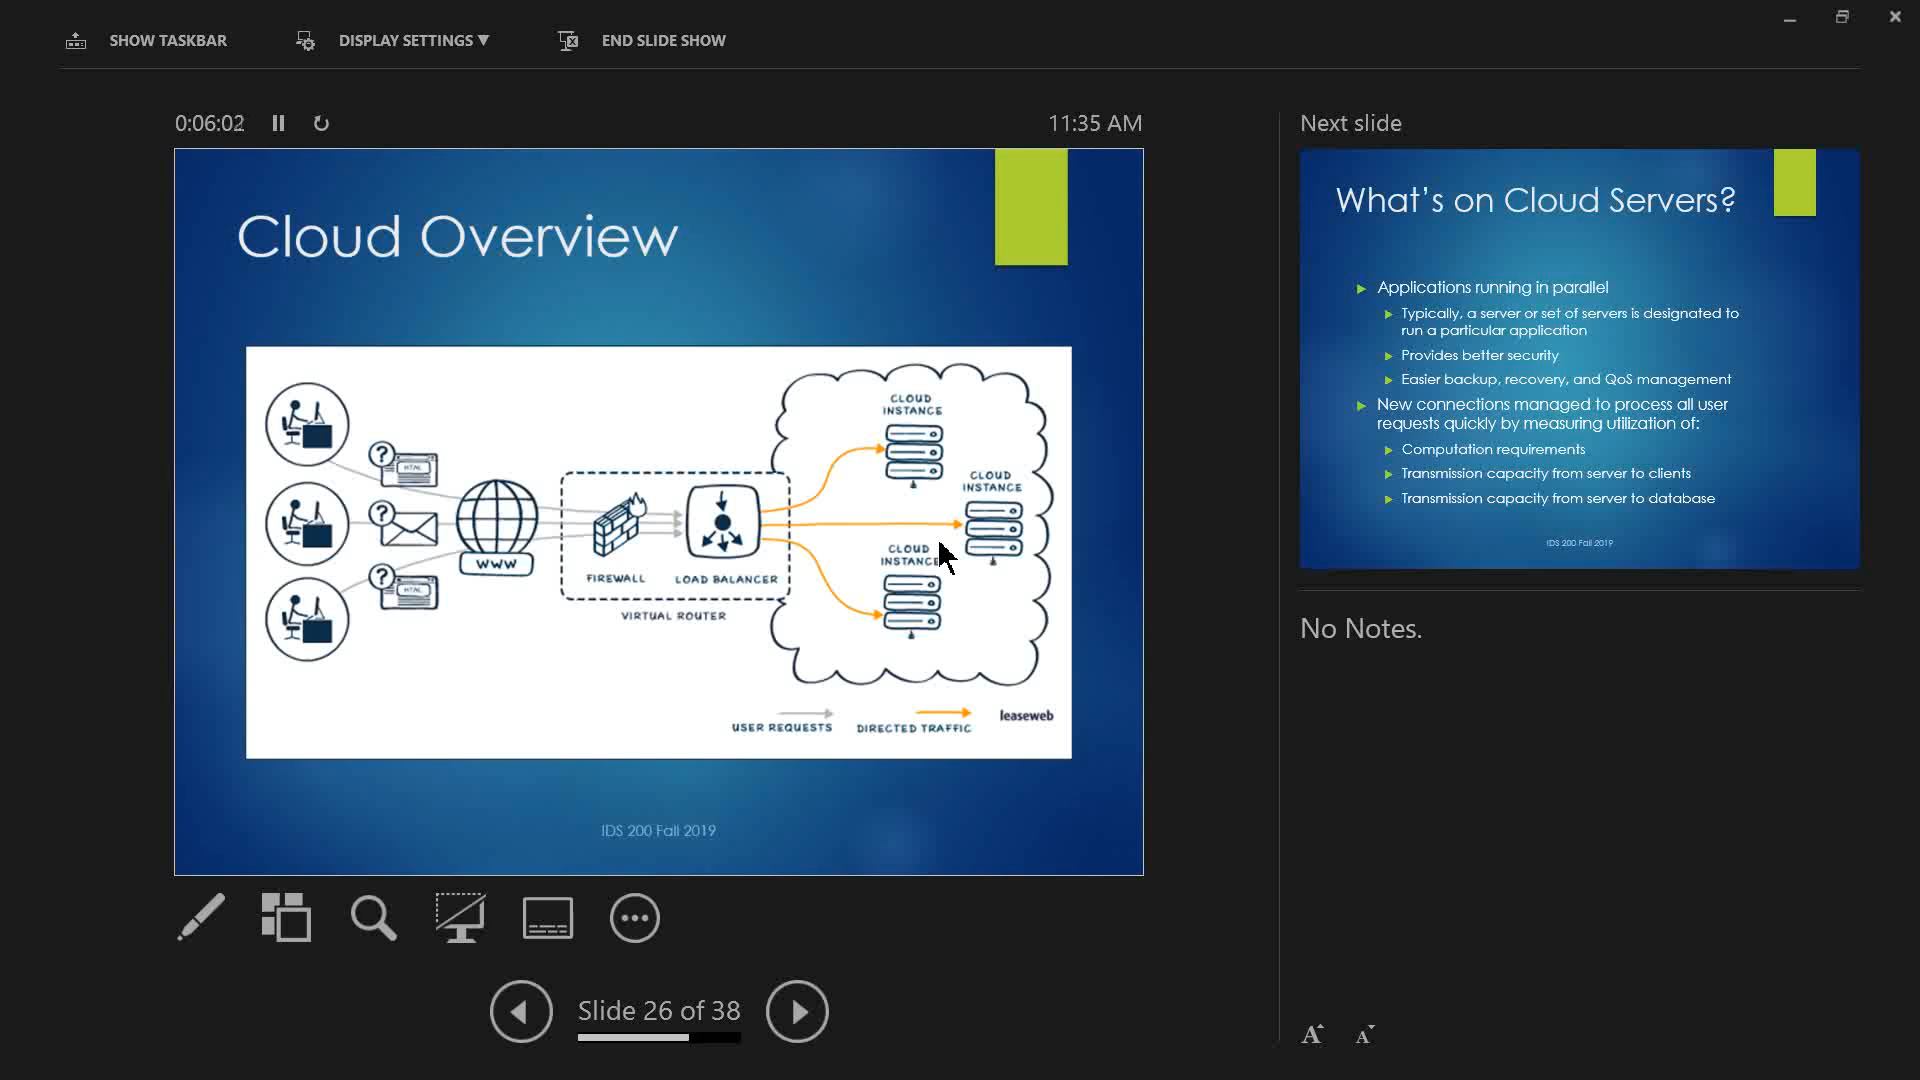 SHOW TASKBAR
DISPLAY SETTINGS ▼
END SLIDE SHOW
0:06:02
11:35 AM
Next slide
Cloud Overview
CLOUD
INSTANCE
CLOUD
INSTANCE
CLOUD
INSTANCE
?
HTML
?
?
HTML
WWW
FIREWALL
LOAD BALANCER
VIRTUAL ROUTER
USER REQUESTS
DIRECTED TRAFFIC
leaseweb
IDS 200 Fall 2019
What's on Cloud Servers?
Applications running in parallel
Typically, a server or set of servers is designated to
run a particular application
Provides better security
Easier backup, recovery, and QoS management
New connections managed to process all user
requests quickly by measuring utilization of:
Computation requirements
Transmission capacity from server to clients
Transmission capacity from server to database
IDS 200 Fall 2019
No Notes.
Slide 26 of 38
A A